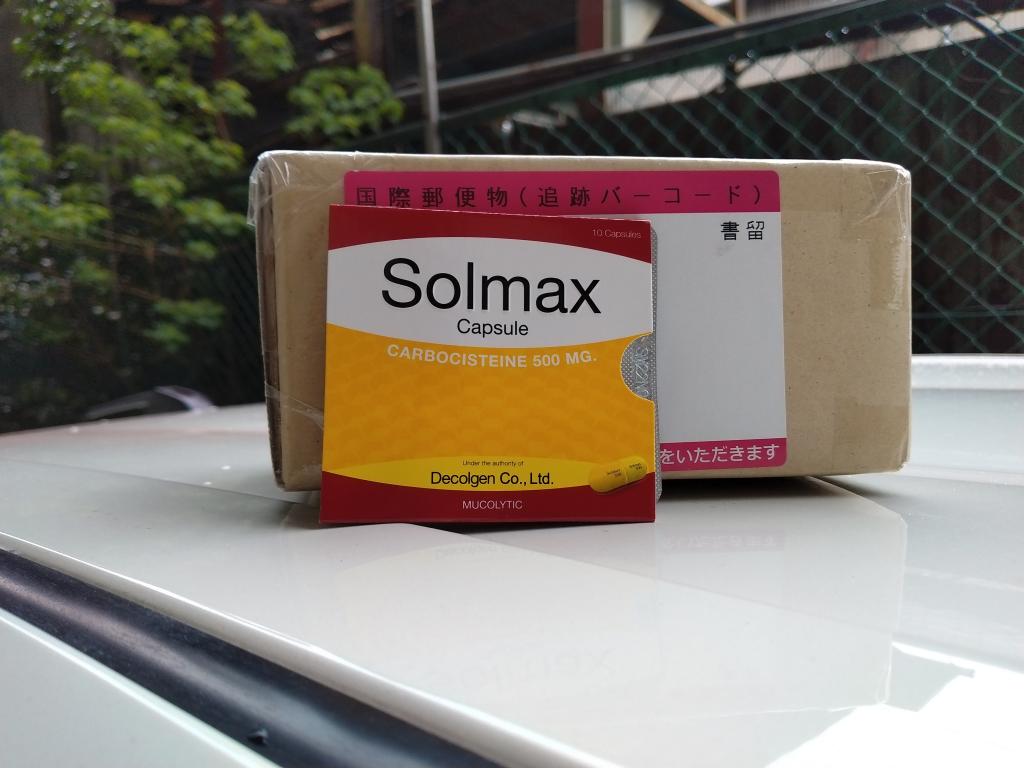 国際郵便物(追跡バーコード)
書留
10 Capsules
Solmax
Capsule
CARBOCISTEINE 500 MG.
Under the authority of
Decolgen Co., Ltd.
MUCOLYTIC
をいただきます